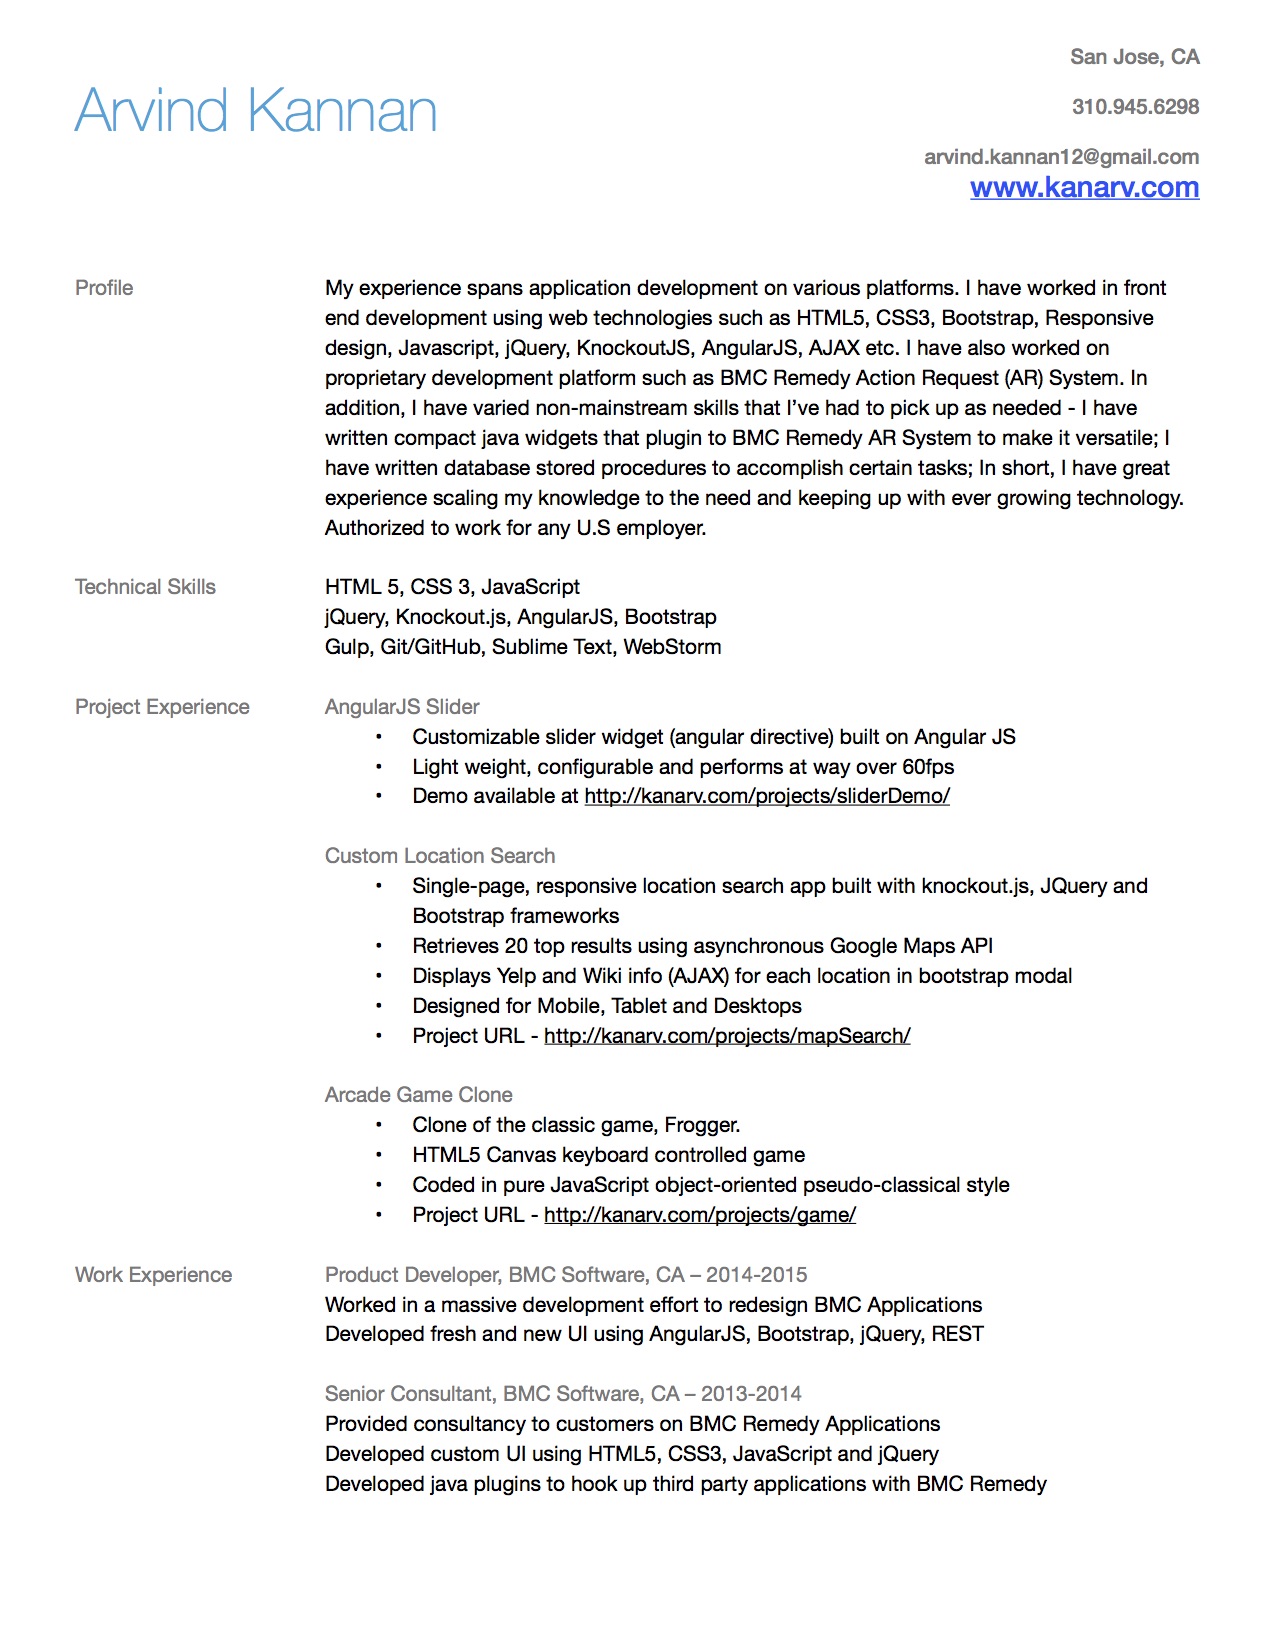 San Jose, CA
Arvind Kannan
310.945.6298
arvind.kannan12@gmail.com
www.kanarv.com
Profile
My experience spans application development on various platforms. I have worked in front
end development using web technologies such as HTML5, CSS3, Bootstrap, Responsive
design, Javascript, jQuery, KnockoutJS, AngularJS, AJAX etc. I have also worked on
proprietary development platform such as BMC Remedy Action Request (AR) System. In
addition, I have varied non-mainstream skills that I’ve had to pick up as needed - I have
written compact java widgets that plugin to BMC Remedy AR System to make it versatile; I
have written database stored procedures to accomplish certain tasks; In short, I have great
experience scaling my knowledge to the need and keeping up with ever growing technology.
Authorized to work for any U.S employer.
Technical Skills
HTML 5, CSS 3, JavaScript
jQuery, Knockout.js, AngularJS, Bootstrap
Gulp, Git/GitHub, Sublime Text, WebStorm
Project Experience
AngularJS Slider
• Customizable slider widget (angular directive) built on Angular JS
• Light weight, configurable and performs at way over 60fps
• Demo available at http://kanarv.com/projects/sliderDemo/
Custom Location Search
• Single-page, responsive location search app built with knockout.js, JQuery and
Bootstrap frameworks
• Retrieves 20 top results using asynchronous Google Maps API
• Displays Yelp and Wiki info (AJAX) for each location in bootstrap modal
• Designed for Mobile, Tablet and Desktops
• Project URL - http://kanarv.com/projects/mapSearch/
Arcade Game Clone
• Clone of the classic game, Frogger.
• HTML5 Canvas keyboard controlled game
• Coded in pure JavaScript object-oriented pseudo-classical style
• Project URL - http://kanarv.com/projects/game/
Work Experience
Product Developer, BMC Software, CA – 2014-2015
Worked in a massive development effort to redesign BMC Applications
Developed fresh and new UI using AngularJS, Bootstrap, jQuery, REST
Senior Consultant, BMC Software, CA – 2013-2014
Provided consultancy to customers on BMC Remedy Applications
Developed custom UI using HTML5, CSS3, JavaScript and jQuery
Developed java plugins to hook up third party applications with BMC Remedy